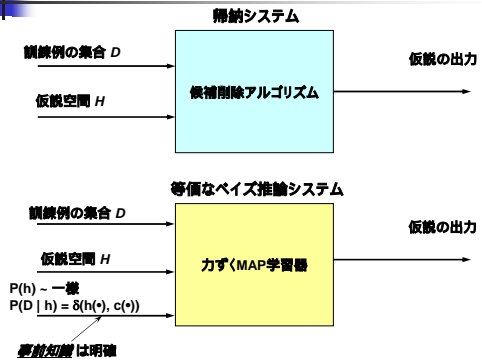 帰納システム
訓練例の集合 D
仮説の出力
候補削除アルゴリズム
仮説空間 H
等価なベイズ推論システム
訓練例の集合 D
仮説の出力
仮説空間 H
力ずくMAP学習器
P(h) ~ 一様
P(D | h) = δ(h(•), c(•))
事前知識 は明確